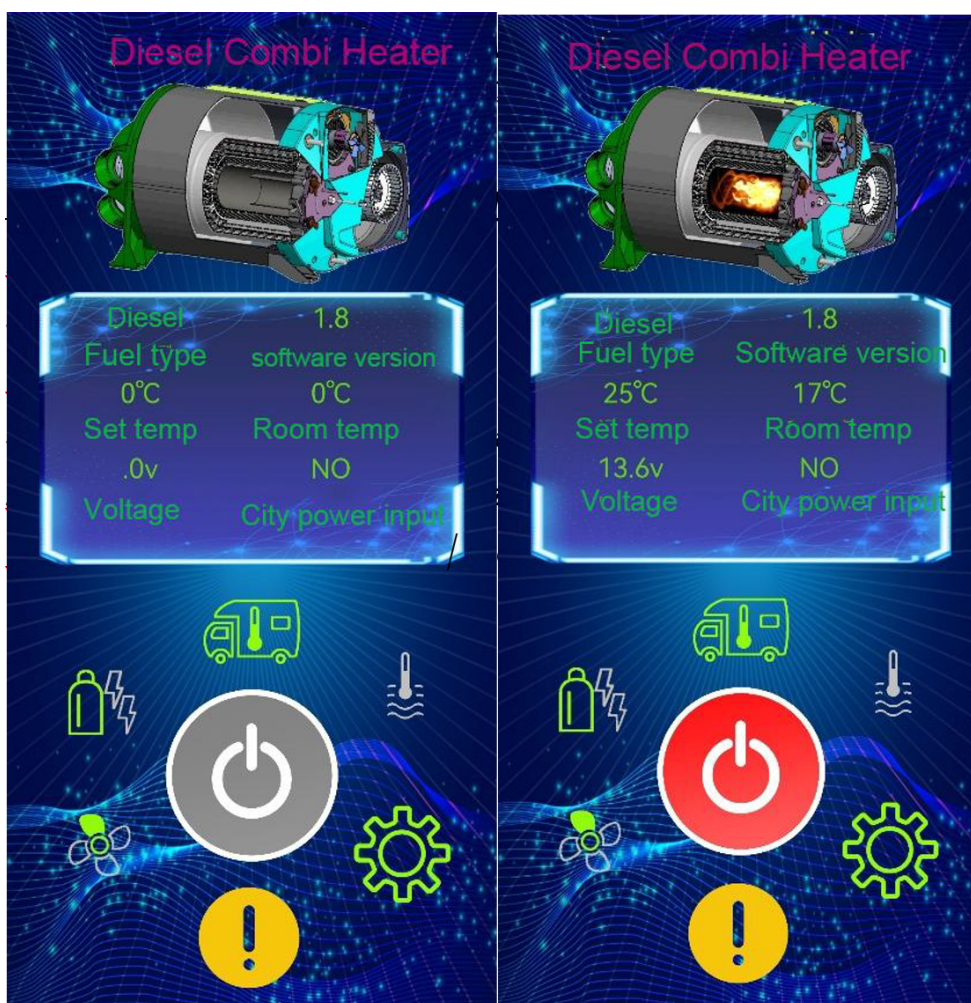 Diesel Combi Heater
Diesel 1.8
Fuel type software version
0℃ 0℃
Set temp Room temp
.0v NO
Voltage City power input
Diesel Combi Heater
Diesel 1.8
Fuel type Software version
25℃ 17℃
Set temp Room temp
13.6v NO
Voltage City power input